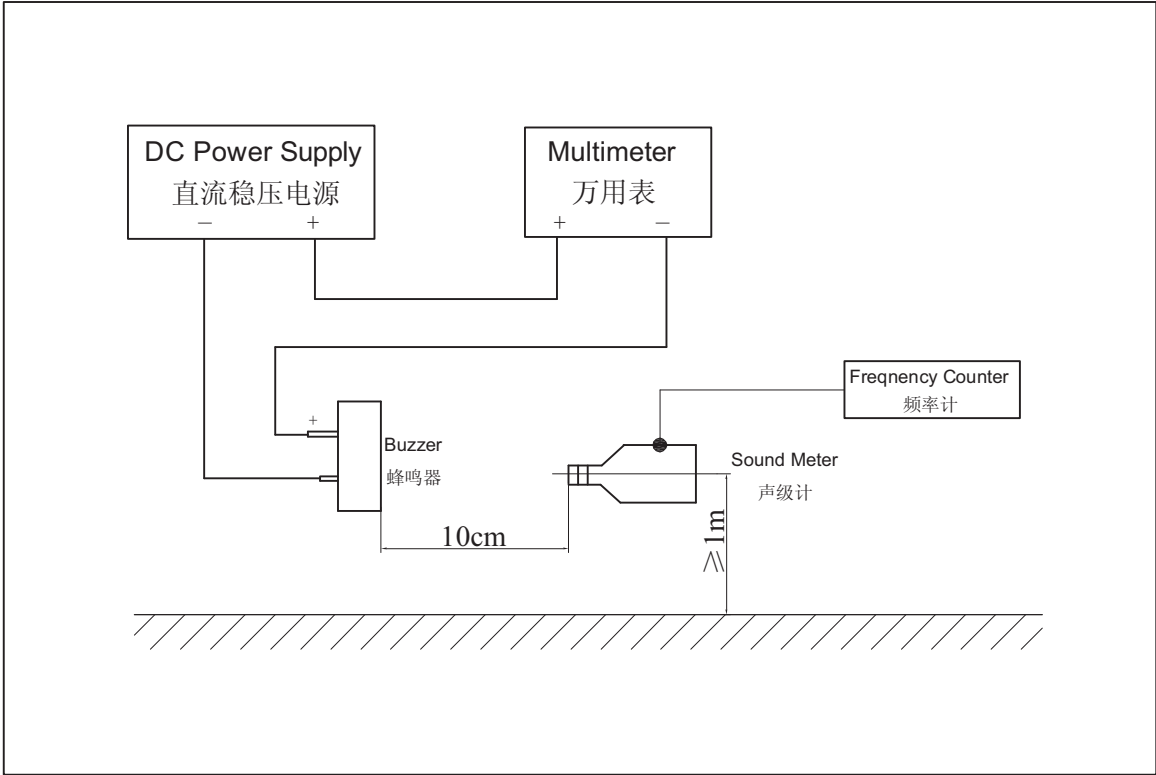 DC Power Supply
直流稳压电源
− +
Multimeter
万用表
+ −
Freqnency Counter
频率计
+
Buzzer
蜂鸣器
Sound Meter
声级计
10cm
≥1m